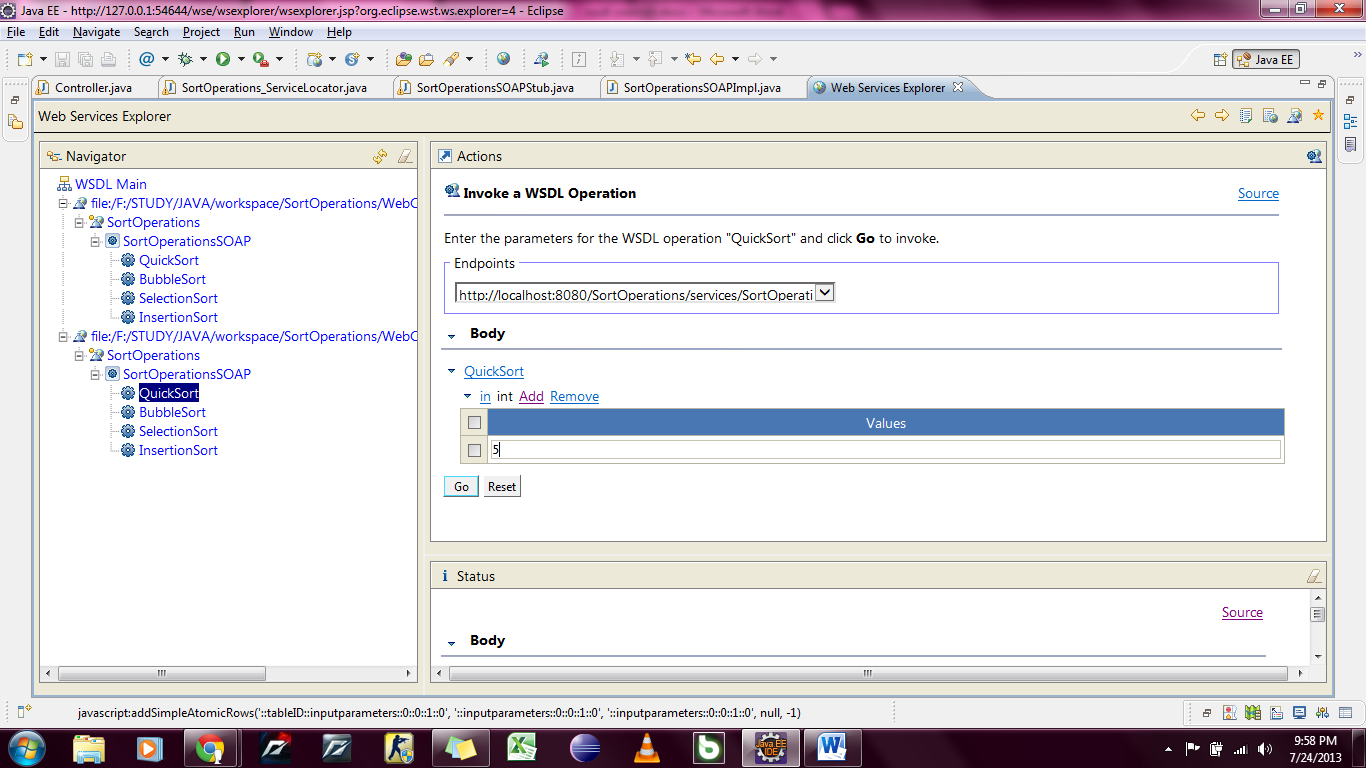 Java EE - http://127.0.0.1:54644/wse/wsexplorer/wsexplorer.jsp?org.eclipse.wst.ws.explorer=4 - Eclipse
File Edit Navigate Search Project Run Window Help
Java EE
Controller.java SortOperations_ServiceLocator.java SortOperationsSOAPStub.java SortOperationsSOAPImpl.java Web Services Explorer
Web Services Explorer
Navigator
WSDL Main
file:/F:/STUDY/JAVA/workspace/SortOperations/WebC
SortOperations
SortOperationsSOAP
QuickSort
BubbleSort
SelectionSort
InsertionSort
file:/F:/STUDY/JAVA/workspace/SortOperations/WebC
SortOperations
SortOperationsSOAP
QuickSort
BubbleSort
SelectionSort
InsertionSort
Actions
Invoke a WSDL Operation Source
Enter the parameters for the WSDL operation "QuickSort" and click Go to invoke.
Endpoints
http://localhost:8080/SortOperations/services/SortOperati
Body
QuickSort
in int Add Remove
Values
5
Go Reset
Status
Source
Body
javascript:addSimpleAtomicRows('::tableID::inputparameters::0::0::1::0', '::inputparameters::0::0::1::0', '::inputparameters::0::0::1::0', null, -1)
Java EE
IDE
9:58 PM
7/24/2013